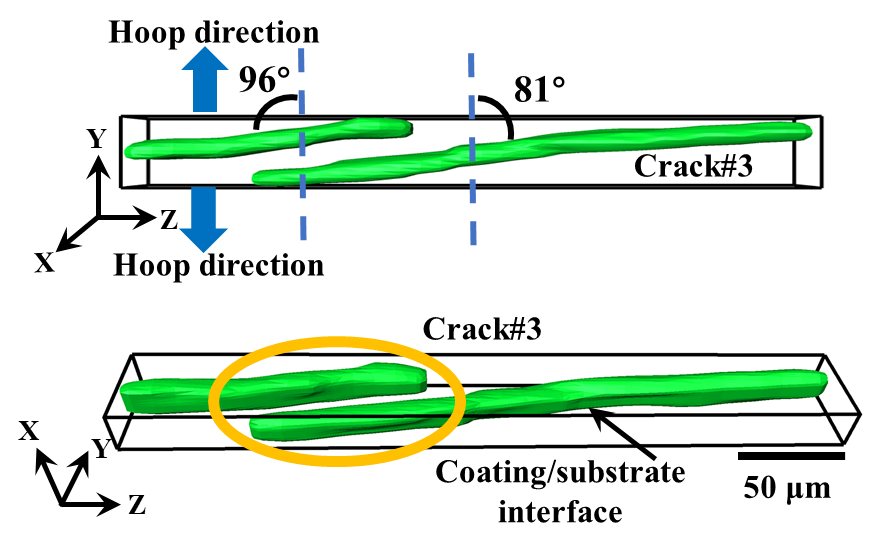 Hoop direction
96°
81°
Y
Crack#3
Z
X
Hoop direction
Crack#3
X
Y
Z
Coating/substrate
interface
50 μm